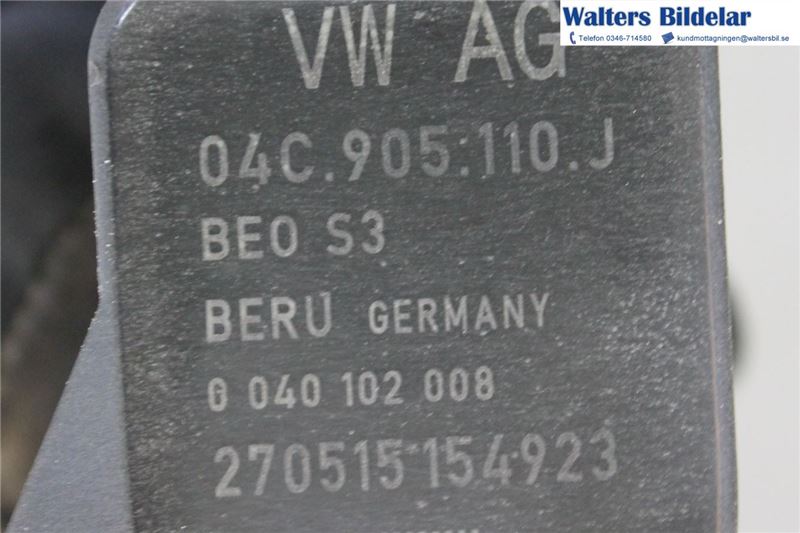 Walters Bildelar
Telefon 0346-714580 kundmottagningen@waltersbil.se
VW AG
04C.905.110.J
BEO S3
BERU GERMANY
0 040 102 008
270515 154923